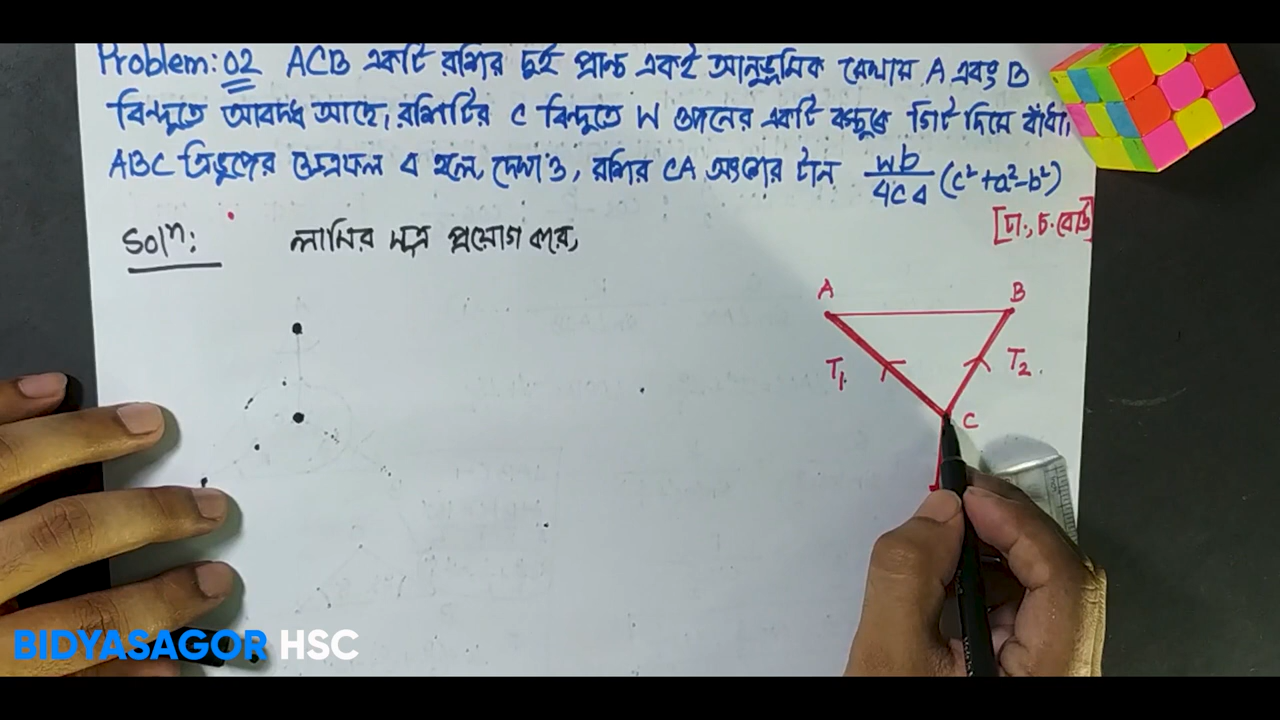 Problem: 02 ACB একটি রশির দুই প্রান্ত একই আনুভূমিক রেখায় A এবং B
বিন্দুতে আবদ্ধ আছে, রশিটির C বিন্দুতে W ওজনের একটি বস্তুকে গিট দিয়ে বাঁধা,
ABC ত্রিভুজের ক্ষেত্রফল হলে, দেখাও, রশির CA অংশের টান Wb/4c∆ (c²+a²-b²)
[ঢা., চ. বোর্ড]
Solⁿ: লামির সূত্র প্রয়োগ করে,
A B
T₁ T₂
C
BIDYASAGOR HSC